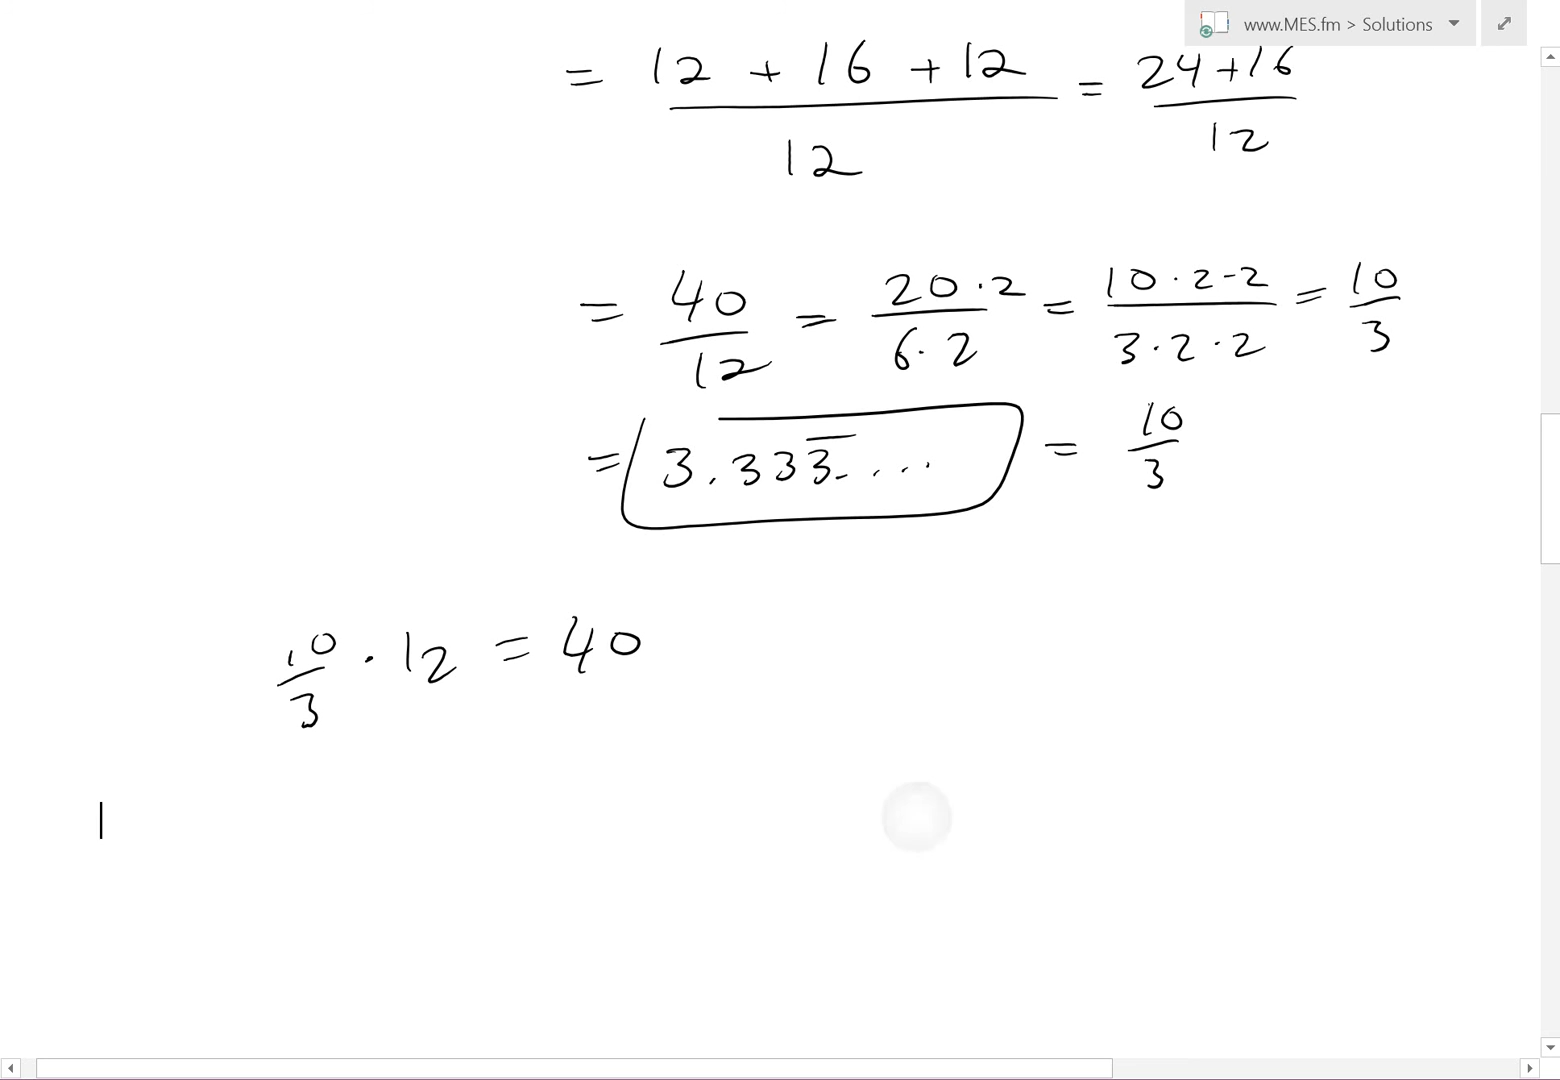 www.MES.fm > Solutions
= (12 + 16 + 12)/12 = (24+16)/12
= 40/12 = (20·2)/(6·2) = (10·2-2)/(3·2·2) = 10/3
= 3.333̅.... = 10/3
10/3 · 12 = 40